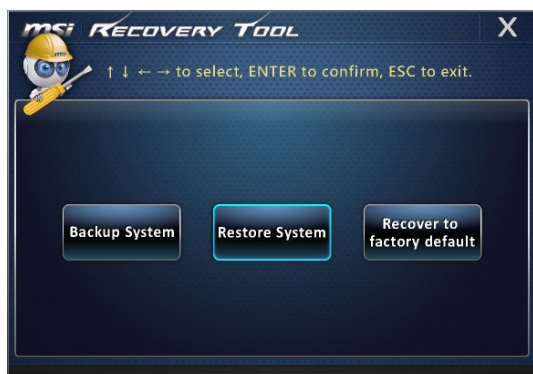 msi RECOVERY TOOL X
↑ ↓ ← → to select, ENTER to confirm, ESC to exit.
Backup System
Restore System
Recover to
factory default